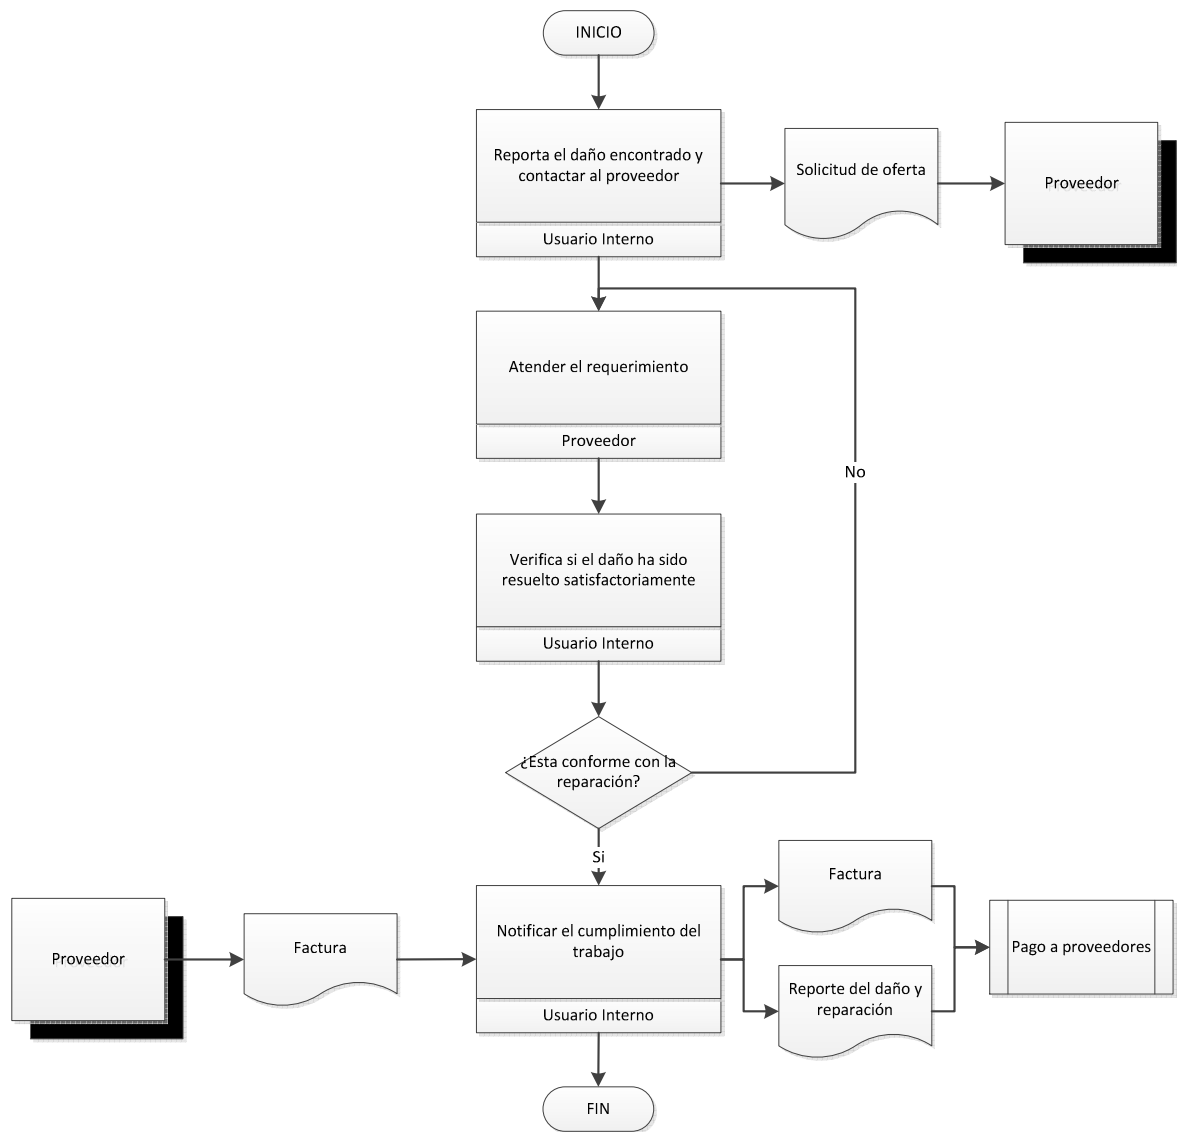 INICIO
Reporta el daño encontrado y
contactar al proveedor
Usuario Interno
Solicitud de oferta
Proveedor
Atender el requerimiento
Proveedor
No
Verifica si el daño ha sido
resuelto satisfactoriamente
Usuario Interno
¿Esta conforme con la
reparación?
Si
Proveedor
Factura
Notificar el cumplimiento del
trabajo
Usuario Interno
Factura
Reporte del daño y
reparación
Pago a proveedores
FIN